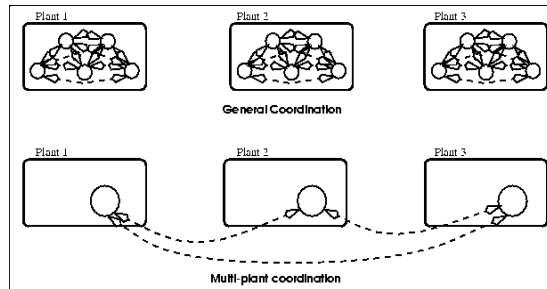 Plant 1 Plant 2 Plant 3
General Coordination
Plant 1 Plant 2 Plant 3
Multi-plant coordination